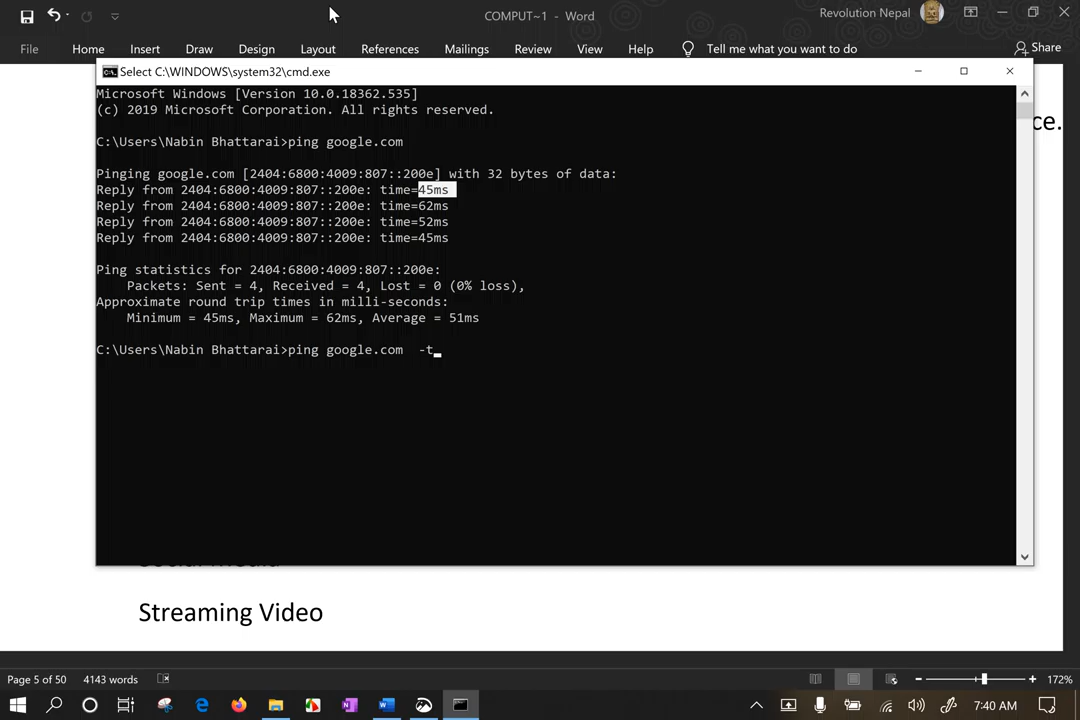 COMPUT~1 - Word
Revolution Nepal
File Home Insert Draw Design Layout References Mailings Review View Help Tell me what you want to do Share
Select C:\WINDOWS\system32\cmd.exe
Microsoft Windows [Version 10.0.18362.535]
(c) 2019 Microsoft Corporation. All rights reserved.
ce.
C:\Users\Nabin Bhattarai>ping google.com
Pinging google.com [2404:6800:4009:807::200e] with 32 bytes of data:
Reply from 2404:6800:4009:807::200e: time=45ms
Reply from 2404:6800:4009:807::200e: time=62ms
Reply from 2404:6800:4009:807::200e: time=52ms
Reply from 2404:6800:4009:807::200e: time=45ms
Ping statistics for 2404:6800:4009:807::200e:
Packets: Sent = 4, Received = 4, Lost = 0 (0% loss),
Approximate round trip times in milli-seconds:
Minimum = 45ms, Maximum = 62ms, Average = 51ms
C:\Users\Nabin Bhattarai>ping google.com  -t
Streaming Video
Page 5 of 50 4143 words 172%
7:40 AM